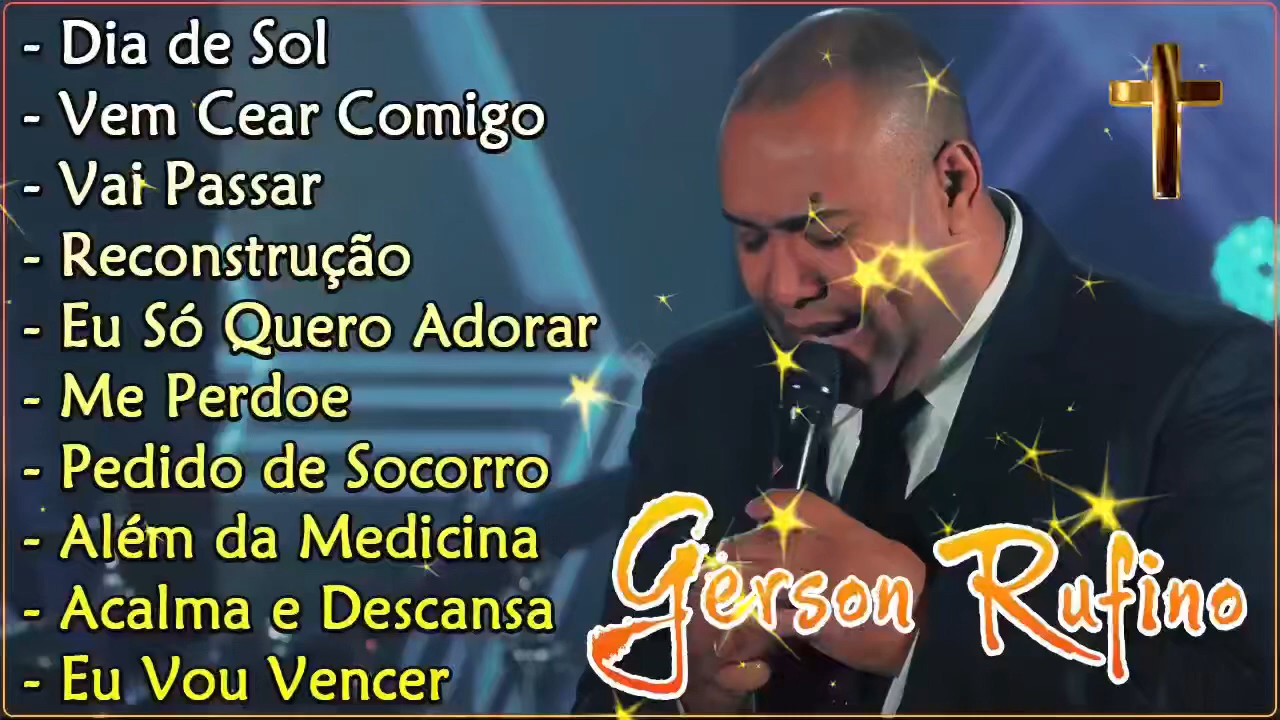 - Dia de Sol
- Vem Cear Comigo
- Vai Passar
- Reconstrução
- Eu Só Quero Adorar
- Me Perdoe
- Pedido de Socorro
- Além da Medicina
- Acalma e Descansa
- Eu Vou Vencer
Gerson Rufino